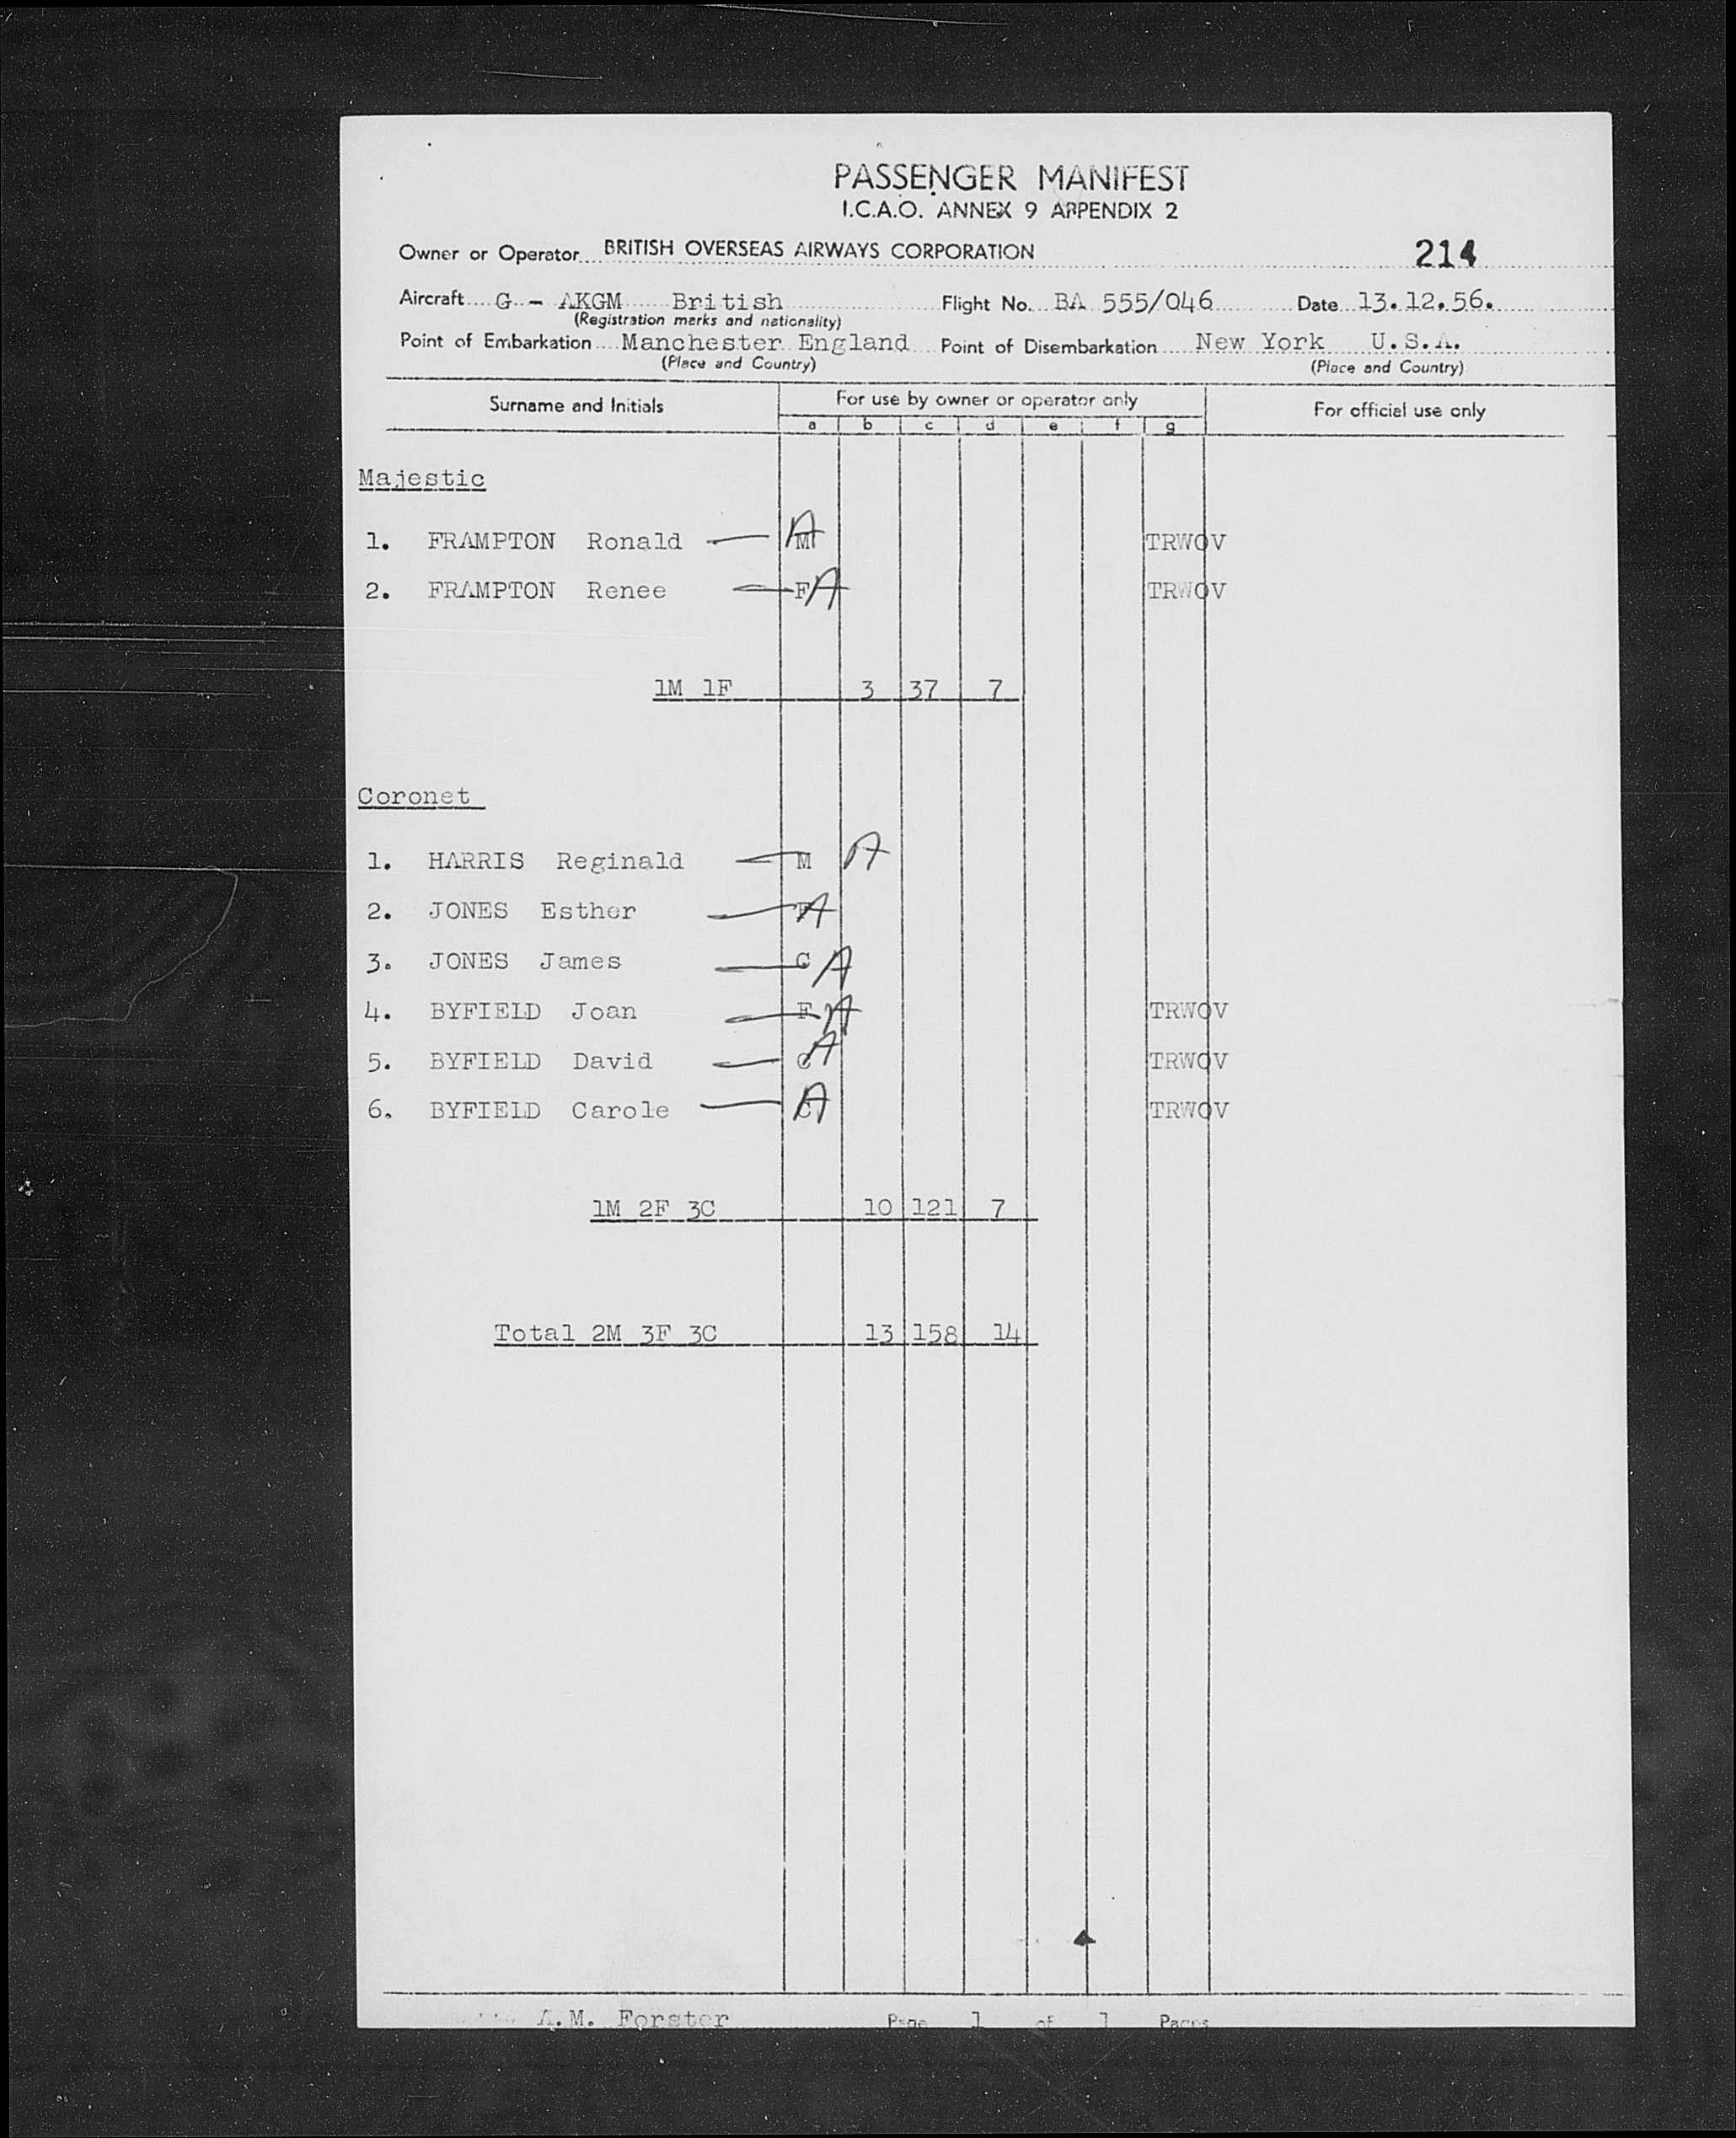 PASSENGER MANIFEST
I.C.A.O. ANNEX 9 APPENDIX 2
Owner or Operator BRITISH OVERSEAS AIRWAYS CORPORATION 214
Aircraft G - AKGM British Flight No. BA 555/046 Date 13.12.56.
(Registration marks and nationality)
Point of Embarkation Manchester England Point of Disembarkation New York U.S.A.
(Place and Country) (Place and Country)
Surname and Initials For use by owner or operator only For official use only
a b c d e f g
Majestic
1. FRAMPTON Ronald — M A TRWOV
2. FRAMPTON Renee — F A TRWOV
1M 1F 3 37 7
Coronet
1. HARRIS Reginald — M A
2. JONES Esther — F A
3. JONES James — C A
4. BYFIELD Joan — F A TRWOV
5. BYFIELD David — C A TRWOV
6. BYFIELD Carole — C A TRWOV
1M 2F 3C 10 121 7
Total 2M 3F 3C 13 158 14
A.M. Forster Page 1 of 1 Pages